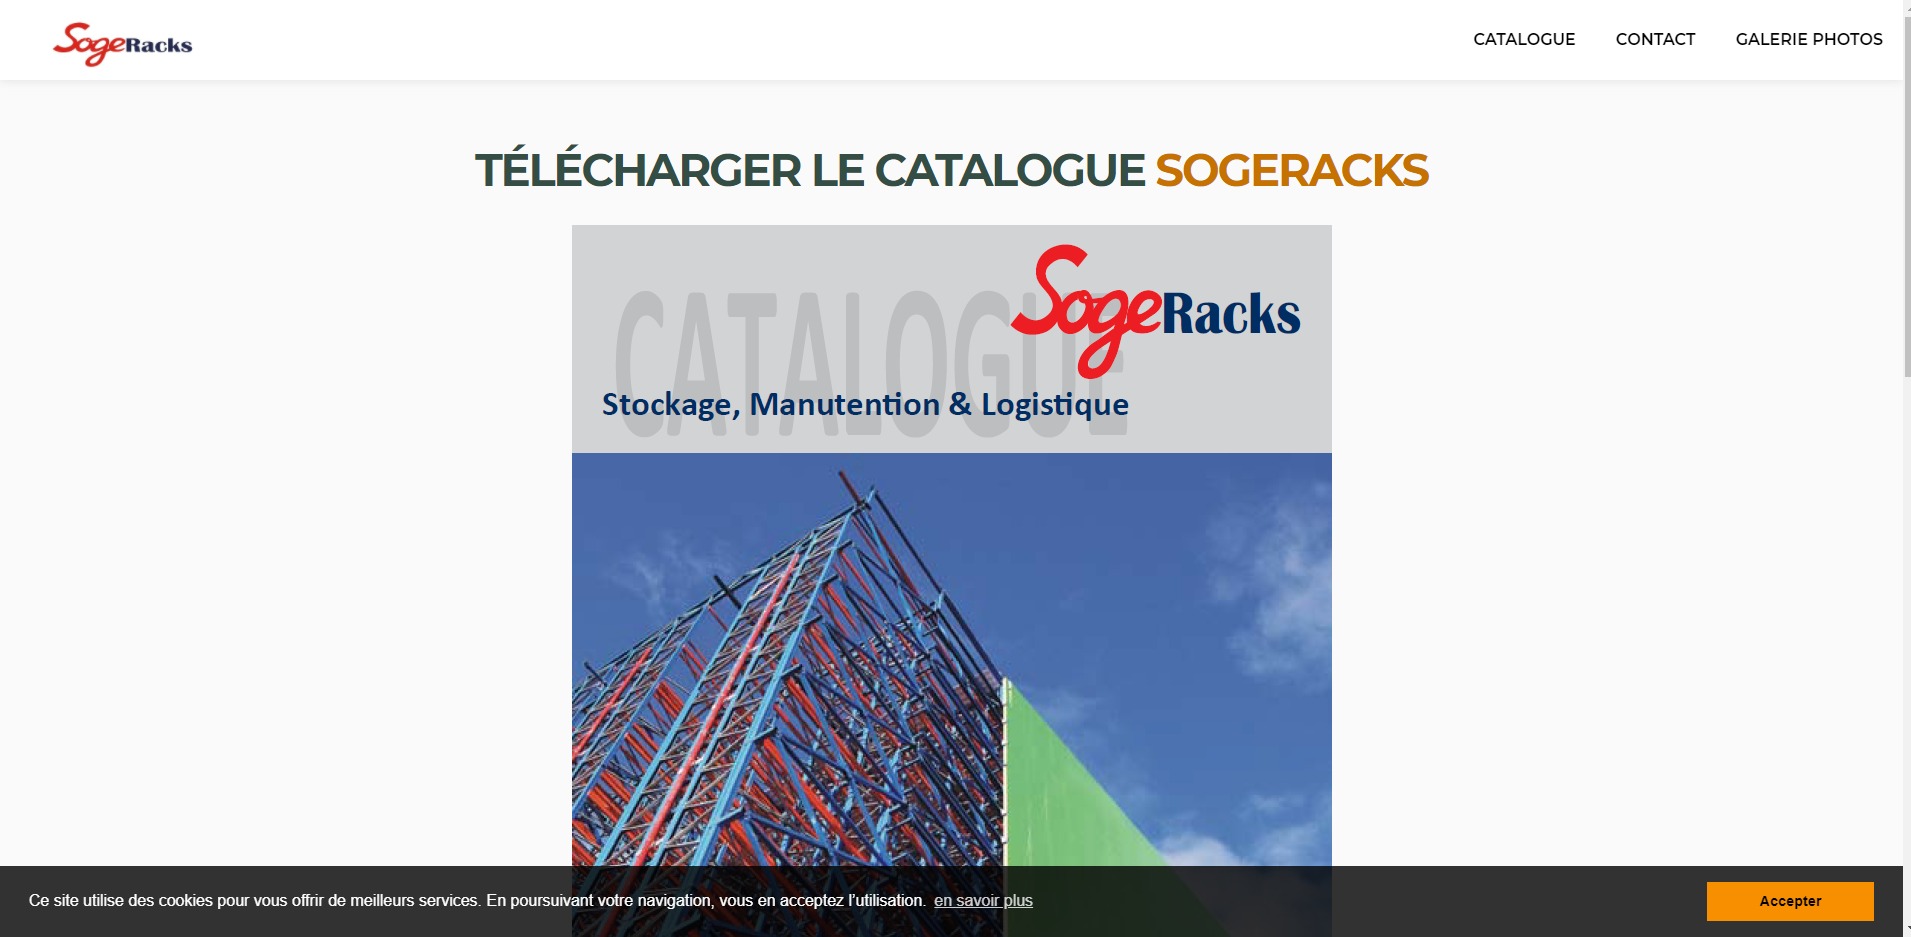 SogeRacks
CATALOGUE
CONTACT
GALERIE PHOTOS
TÉLÉCHARGER LE CATALOGUE SOGERACKS
CATALOGUE
SogeRacks
Stockage, Manutention & Logistique
Ce site utilise des cookies pour vous offrir de meilleurs services. En poursuivant votre navigation, vous en acceptez l’utilisation. en savoir plus
Accepter